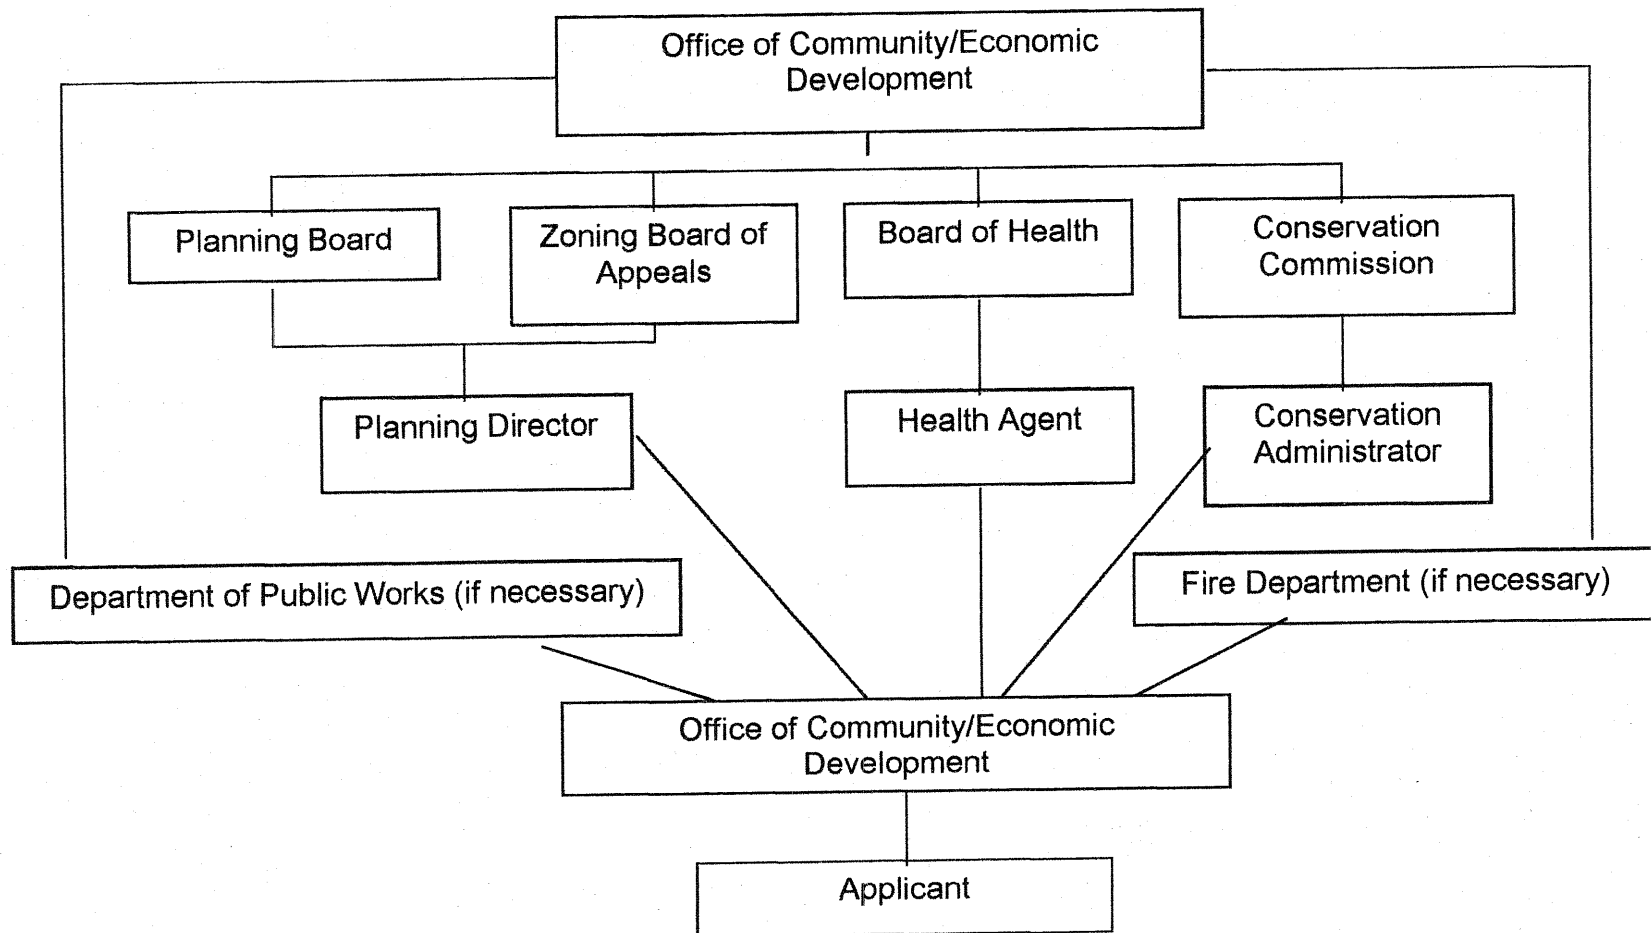 Office of Community/Economic
Development
Planning Board
Zoning Board of
Appeals
Board of Health
Conservation
Commission
Planning Director
Health Agent
Conservation
Administrator
Department of Public Works (if necessary)
Fire Department (if necessary)
Office of Community/Economic
Development
Applicant